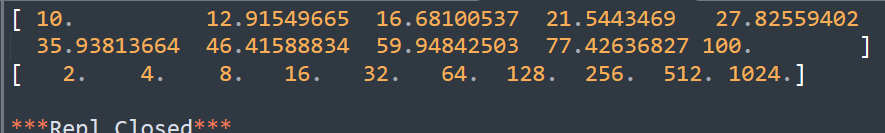 [ 10. 12.91549665 16.68100537 21.5443469 27.82559402
35.93813664 46.41588834 59.94842503 77.42636827 100. ]
[ 2. 4. 8. 16. 32. 64. 128. 256. 512. 1024.]
***Repl Closed***